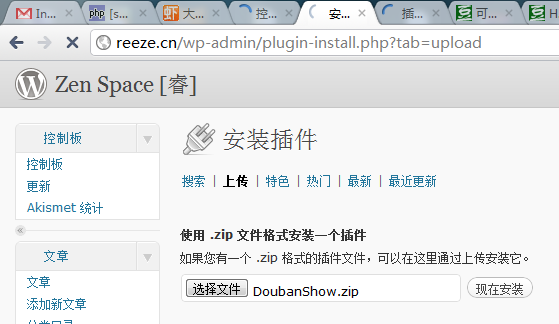 In...
php [s
虾 大
控
安..
插
可
H
reeze.cn/wp-admin/plugin-install.php?tab=upload
Zen Space [睿]
控制板
控制板
更新
Akismet 统计
文章
文章
添加新文章
安装插件
搜索 | 上传 | 特色 | 热门 | 最新 | 最近更新
使用 .zip 文件格式安装一个插件
如果您有一个 .zip 格式的插件文件，可以在这里通过上传安装它。
选择文件 DoubanShow.zip 现在安装